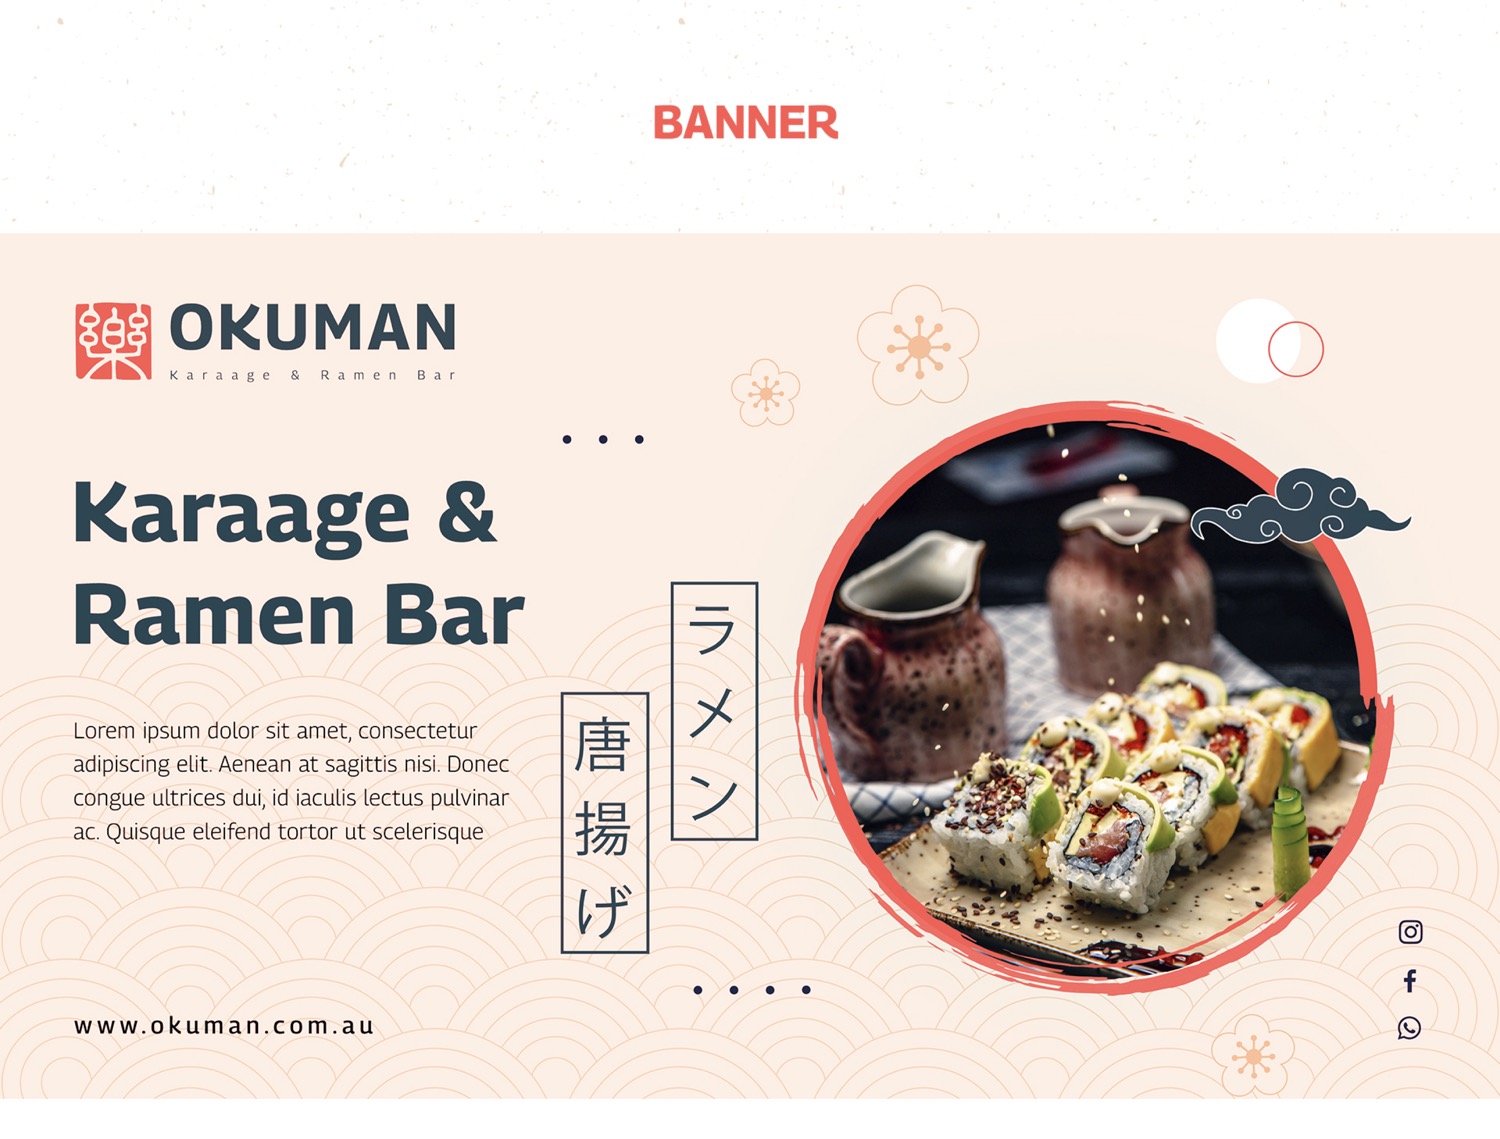 BANNER
樂
OKUMAN
Karaage & Ramen Bar
Karaage &
Ramen Bar
Lorem ipsum dolor sit amet, consectetur
adipiscing elit. Aenean at sagittis nisi. Donec
congue ultrices dui, id iaculis lectus pulvinar
ac. Quisque eleifend tortor ut scelerisque
ラメン
唐揚げ
www.okuman.com.au